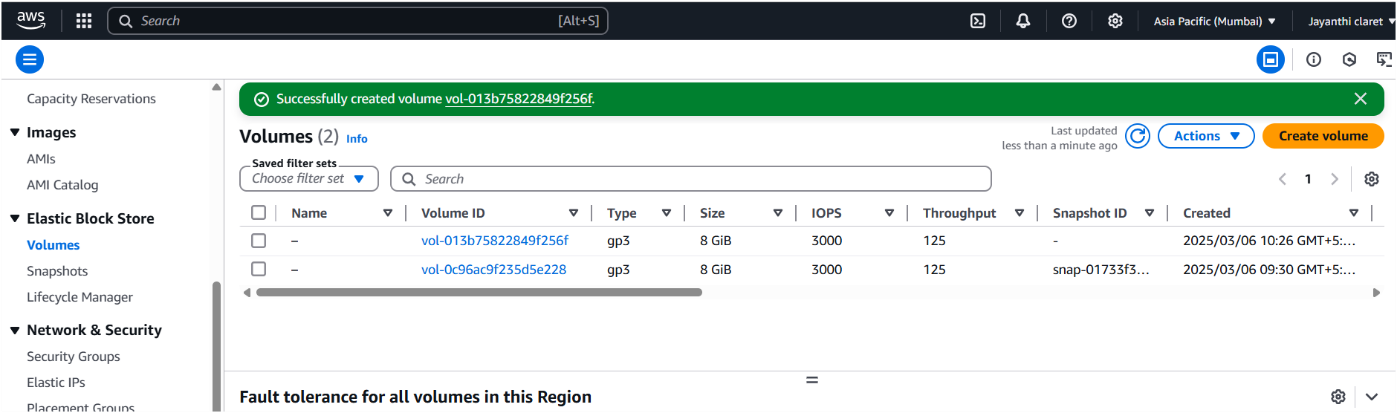 aws Search [Alt+S] Asia Pacific (Mumbai) Jayanthi claret
Capacity Reservations
Images
AMIs
AMI Catalog
Elastic Block Store
Volumes
Snapshots
Lifecycle Manager
Network & Security
Security Groups
Elastic IPs
Placement Groups
Successfully created volume vol-013b75822849f256f.
Volumes (2) Info
Last updated
less than a minute ago
Actions
Create volume
Saved filter sets
Choose filter set
Search
1
Name Volume ID Type Size IOPS Throughput Snapshot ID Created
– vol-013b75822849f256f gp3 8 GiB 3000 125 - 2025/03/06 10:26 GMT+5:...
– vol-0c96ac9f235d5e228 gp3 8 GiB 3000 125 snap-01733f3... 2025/03/06 09:30 GMT+5:...
Fault tolerance for all volumes in this Region